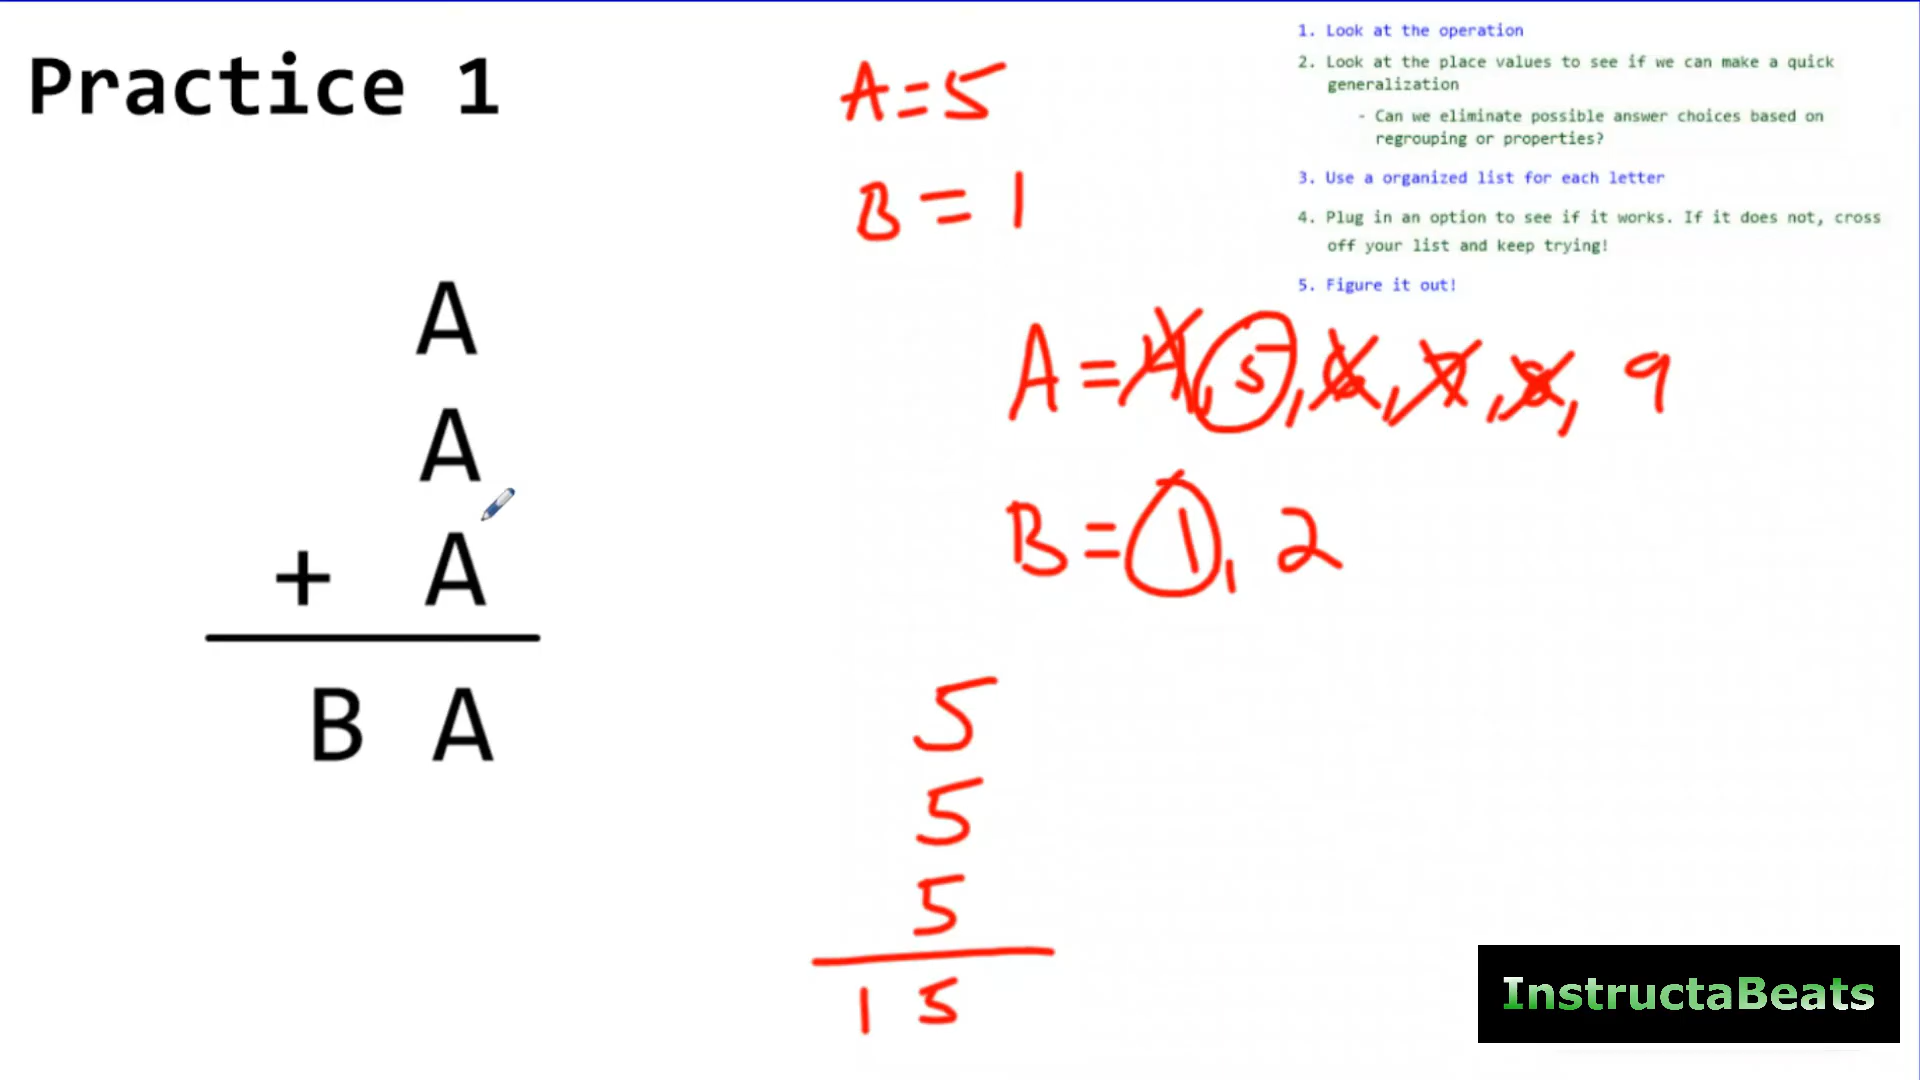 Practice 1
A
A
+ A
B A
A = 5
B = 1
1. Look at the operation
2. Look at the place values to see if we can make a quick
generalization
- Can we eliminate possible answer choices based on
regrouping or properties?
3. Use a organized list for each letter
4. Plug in an option to see if it works. If it does not, cross
off your list and keep trying!
5. Figure it out!
A = 4, 5, 6, 7, 8, 9
B = 1, 2
5
5
5
15
InstructaBeats